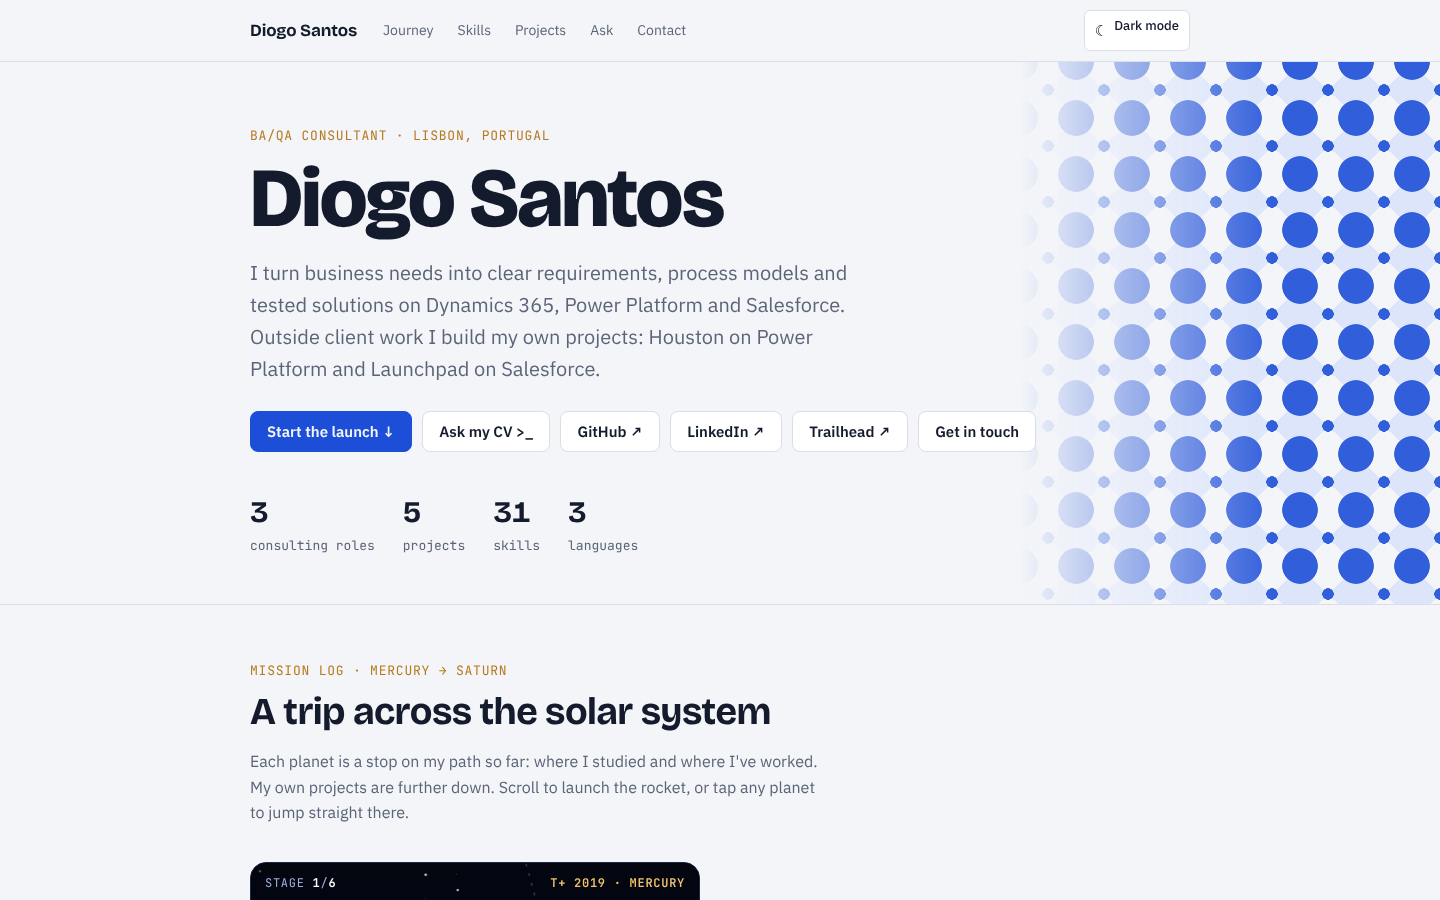 Diogo Santos
Journey
Skills
Projects
Ask
Contact
☾ Dark mode
BA/QA CONSULTANT · LISBON, PORTUGAL
Diogo Santos
I turn business needs into clear requirements, process models and
tested solutions on Dynamics 365, Power Platform and Salesforce.
Outside client work I build my own projects: Houston on Power
Platform and Launchpad on Salesforce.
Start the launch ↓
Ask my CV >_
GitHub ↗
LinkedIn ↗
Trailhead ↗
Get in touch
3
consulting roles
5
projects
31
skills
3
languages
MISSION LOG · MERCURY → SATURN
A trip across the solar system
Each planet is a stop on my path so far: where I studied and where I've worked.
My own projects are further down. Scroll to launch the rocket, or tap any planet
to jump straight there.
STAGE 1/6
T+ 2019 · MERCURY